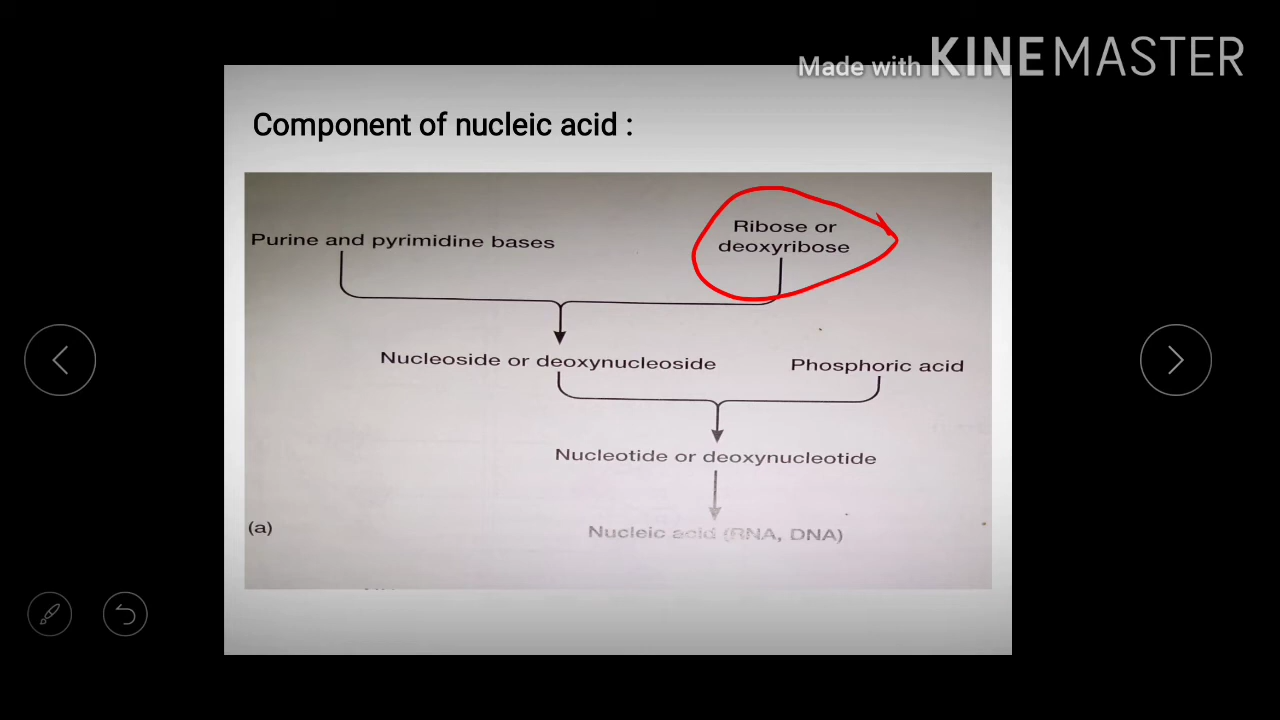 Made with KINEMASTER
Component of nucleic acid :
Purine and pyrimidine bases
Ribose or
deoxyribose
Nucleoside or deoxynucleoside
Phosphoric acid
Nucleotide or deoxynucleotide
Nucleic acid (RNA, DNA)
(a)